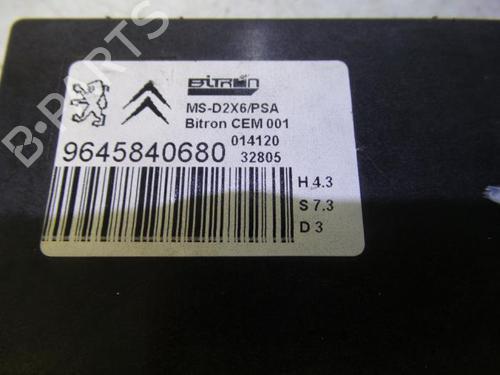 BiTRON
MS-D2X6/PSA
Bitron CEM 001
014120
9645840680
32805
H 4.3
S 7.3
D 3
B-PARTS